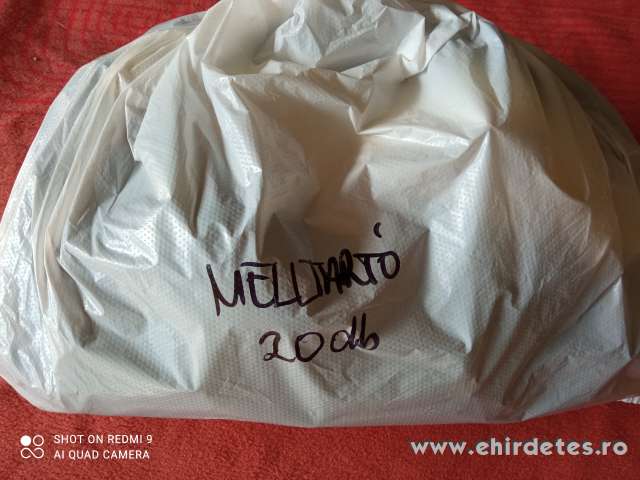 MELLTARTÓ
20 db
SHOT ON REDMI 9
AI QUAD CAMERA
www.ehirdetes.ro